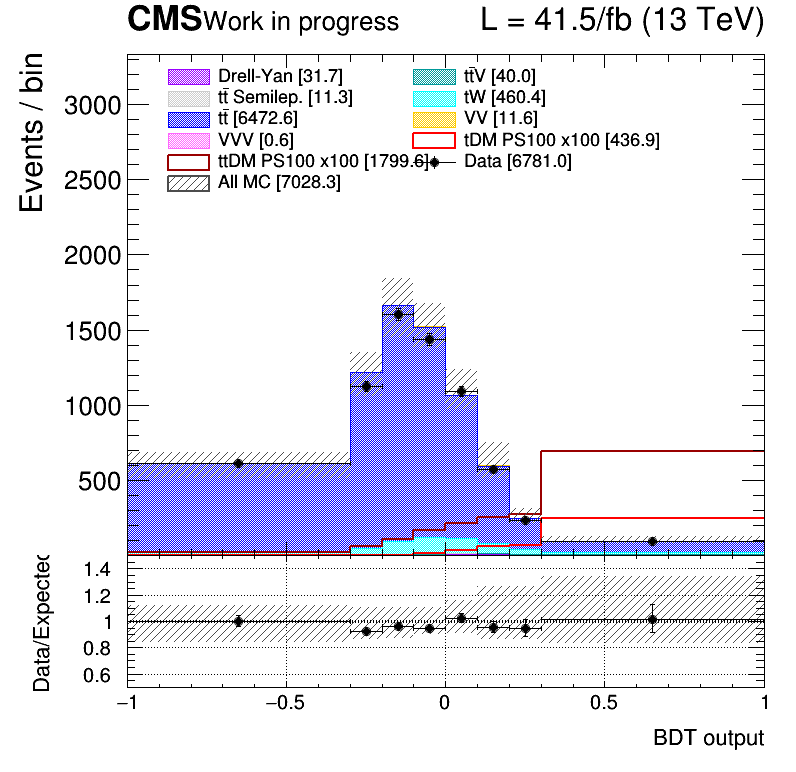 CMS Work in progress L = 41.5/fb (13 TeV)
Events / bin
3000
2500
2000
1500
1000
500
Drell-Yan [31.7] tt̄V [40.0]
tt̄ Semilep. [11.3] tW [460.4]
tt̄ [6472.6] VV [11.6]
VVV [0.6] tDM PS100 x100 [436.9]
ttDM PS100 x100 [1799.6] Data [6781.0]
All MC [7028.3]
Data/Expected
1.4
1.2
1
0.8
0.6
−1 −0.5 0 0.5 1
BDT output